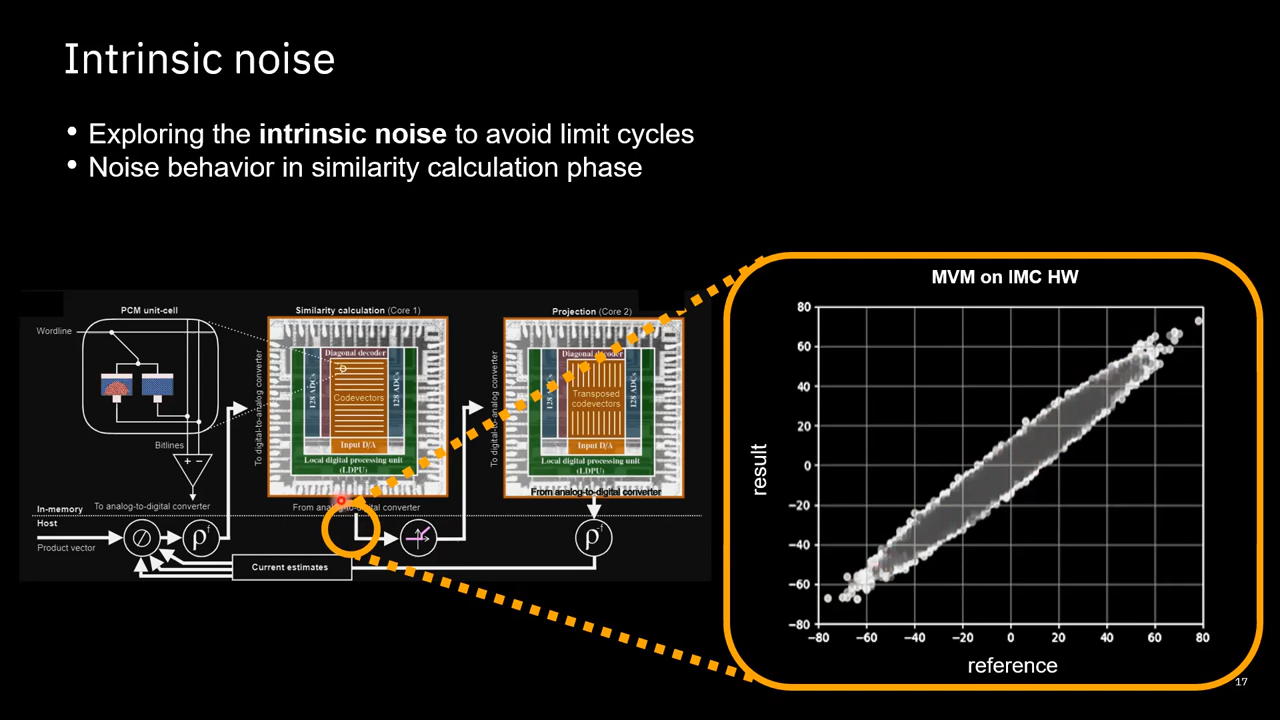 Intrinsic noise
• Exploring the intrinsic noise to avoid limit cycles
• Noise behavior in similarity calculation phase
PCM unit-cell
Wordline
Bitlines
To analog-to-digital converter
Similarity calculation (Core 1)
To digital-to-analog converter
Diagonal decoder
128 ADCs
Codevectors
128 ADCs
Input D/A
Local digital processing unit
(LDPU)
From analog-to-digital converter
Projection (Core 2)
To digital-to-analog converter
Diagonal decoder
128 ADCs
Transposed
codevectors
128 ADCs
Input D/A
Local digital processing unit
(LDPU)
From analog-to-digital converter
In-memory
Host
Product vector
ρ
ρ
Current estimates
MVM on IMC HW
80
60
40
20
0
−20
−40
−60
−80
−80 −60 −40 −20 0 20 40 60 80
result
reference
17